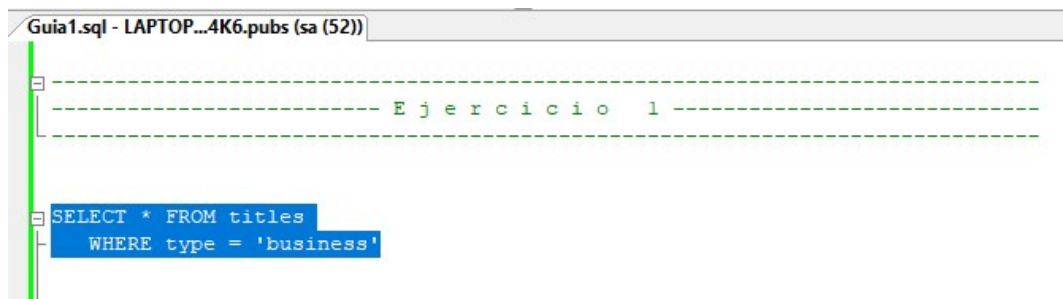 Guia1.sql - LAPTOP...4K6.pubs (sa (52))
------------------------------------------------------------------------------
-------------------------- E j e r c i c i o   1 -----------------------------
------------------------------------------------------------------------------
SELECT * FROM titles
WHERE type = 'business'